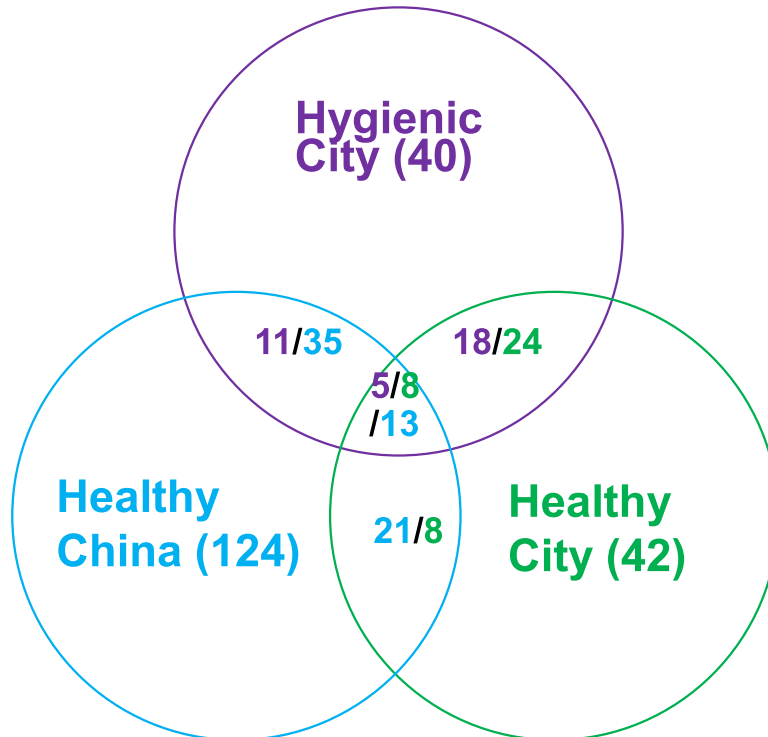 Hygienic
City (40)
11/35
18/24
5/8
/13
Healthy
China (124)
21/8
Healthy
City (42)